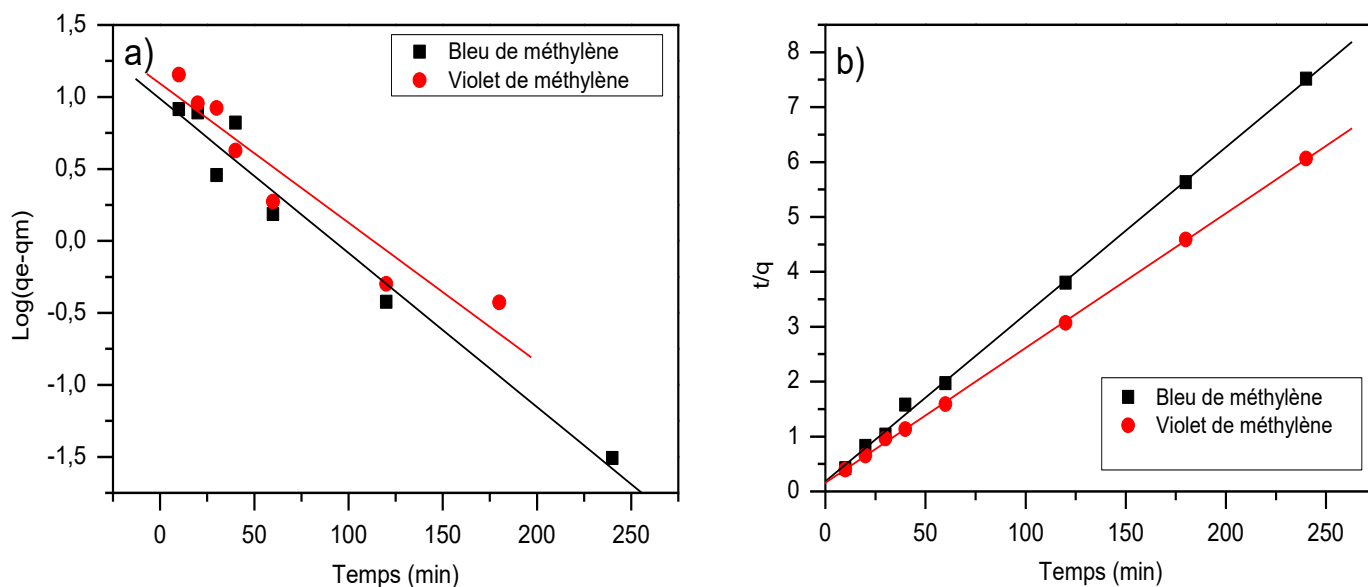 a)
Bleu de méthylène
Violet de méthylène
1,5
1,0
0,5
0,0
-0,5
-1,0
-1,5
Log(qe-qm)
0 50 100 150 200 250
Temps (min)
b)
8
7
6
5
4
3
2
1
0
t/q
Bleu de méthylène
Violet de méthylène
0 50 100 150 200 250
Temps (min)